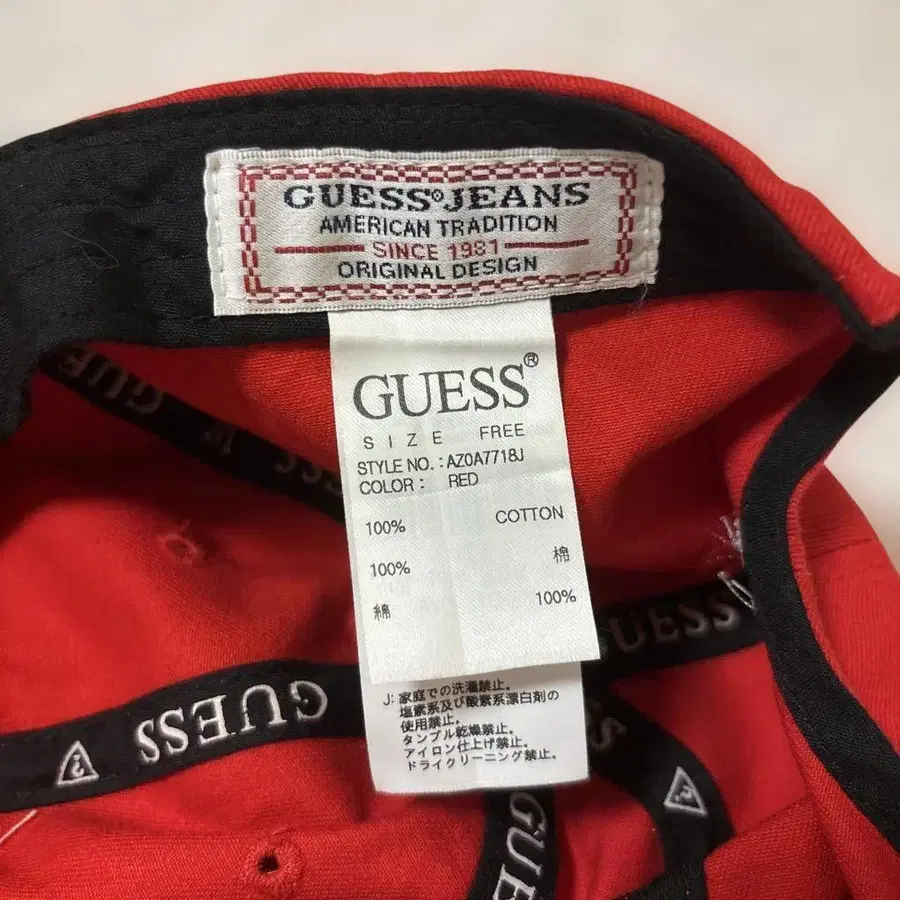 GUESS®JEANS
AMERICAN TRADITION
SINCE 1981
ORIGINAL DESIGN
GUESS®
SIZE FREE
STYLE NO. : AZ0A7718J
COLOR : RED
100% COTTON
100% 棉
綿 100%
J; 家庭での洗濯禁止.
塩素系及び酸素系漂白剤の
使用禁止.
タンブル乾燥禁止.
アイロン仕上げ禁止.
ドライクリーニング禁止.
GUESS
?
GUESS
GUESS
?
GUESS
SS
?
GUESS